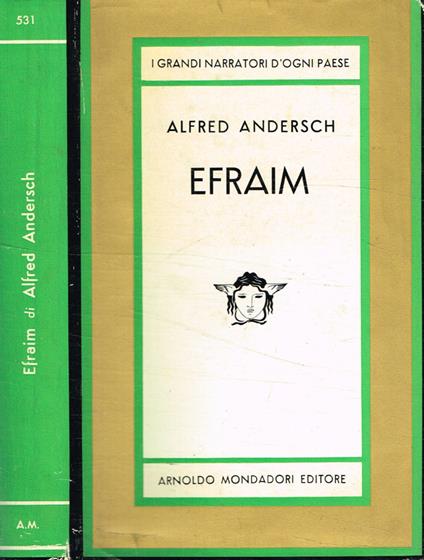 531
Efraim di Alfred Andersch
A.M.
I GRANDI NARRATORI D'OGNI PAESE
ALFRED ANDERSCH
EFRAIM
ARNOLDO MONDADORI EDITORE